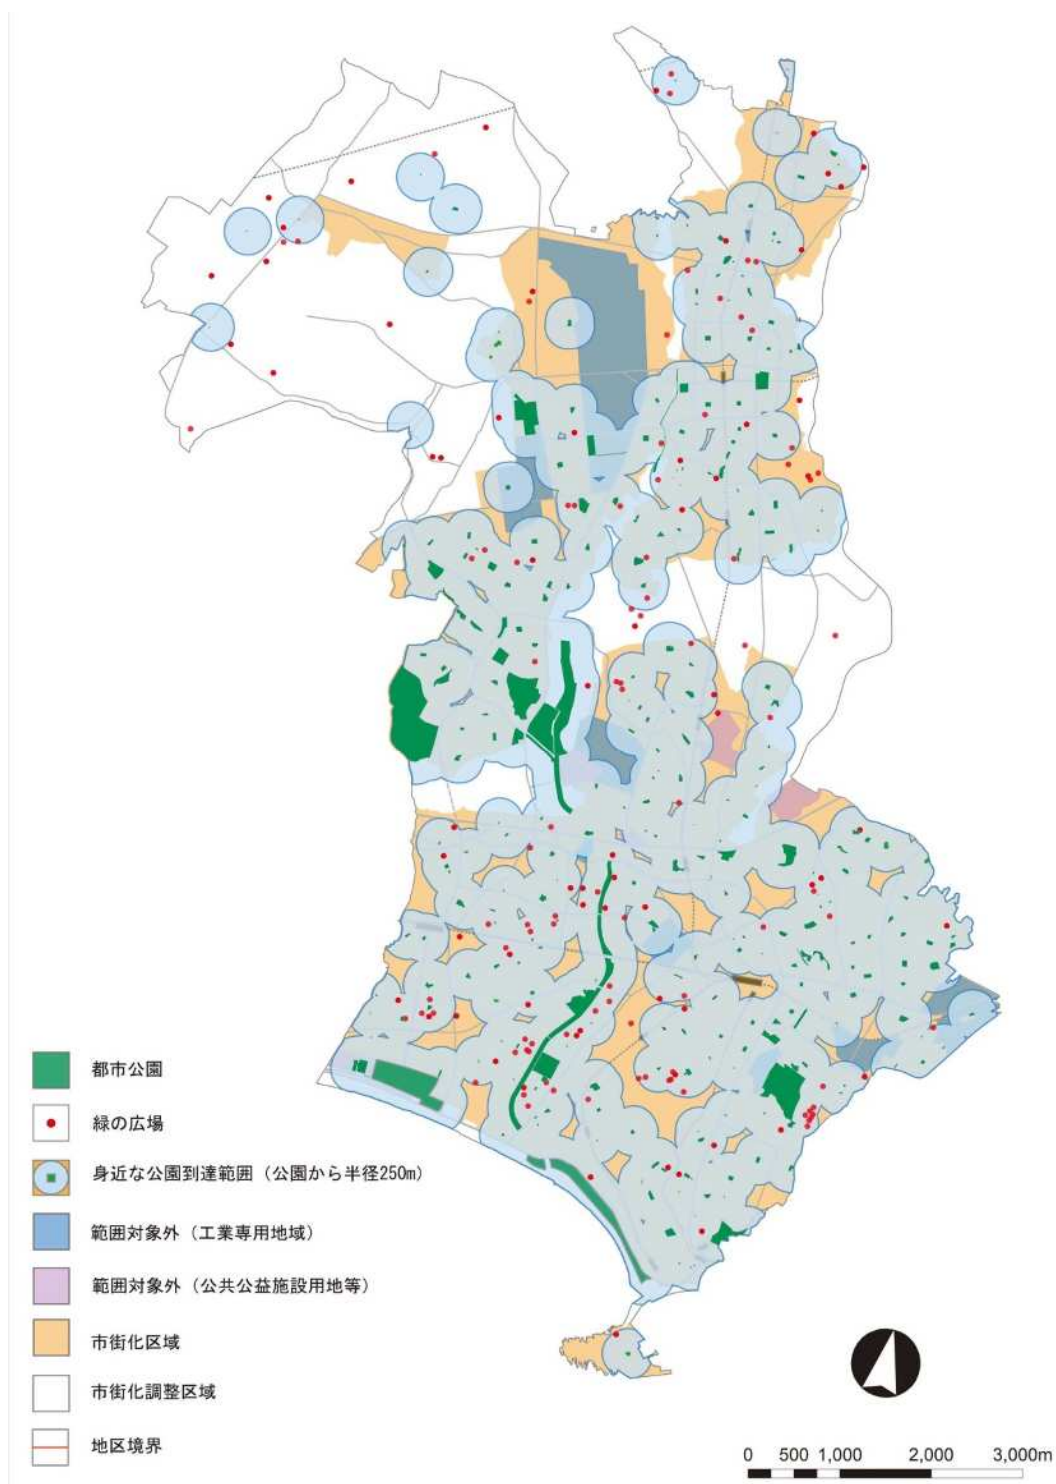 都市公園
緑の広場
身近な公園到達範囲（公園から半径250m）
範囲対象外（工業専用地域）
範囲対象外（公共公益施設用地等）
市街化区域
市街化調整区域
地区境界
0 500 1,000 2,000 3,000m